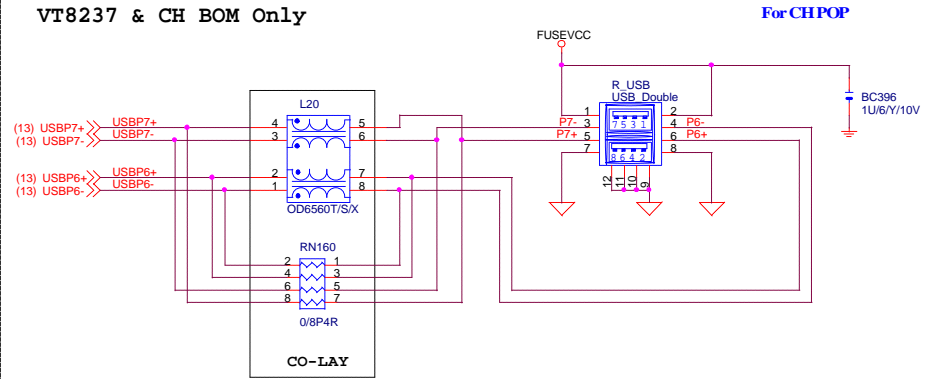 VT8237 & CH BOM Only
For CH POP
FUSEVCC
R_USB
USB_Double
BC396
1U/6/Y/10V
L20
(13) USBP7+ USBP7+ 4 5
(13) USBP7- USBP7- 3 6
(13) USBP6+ USBP6+ 2 7
(13) USBP6- USBP6- 1 8
OD6560T/S/X
1 2
P7- 3 4 P6-
P7+ 5 6 P6+
7 8
7 5 3 1
8 6 4 2
12 11 10 9
RN160
2 1
4 3
6 5
8 7
0/8P4R
CO-LAY